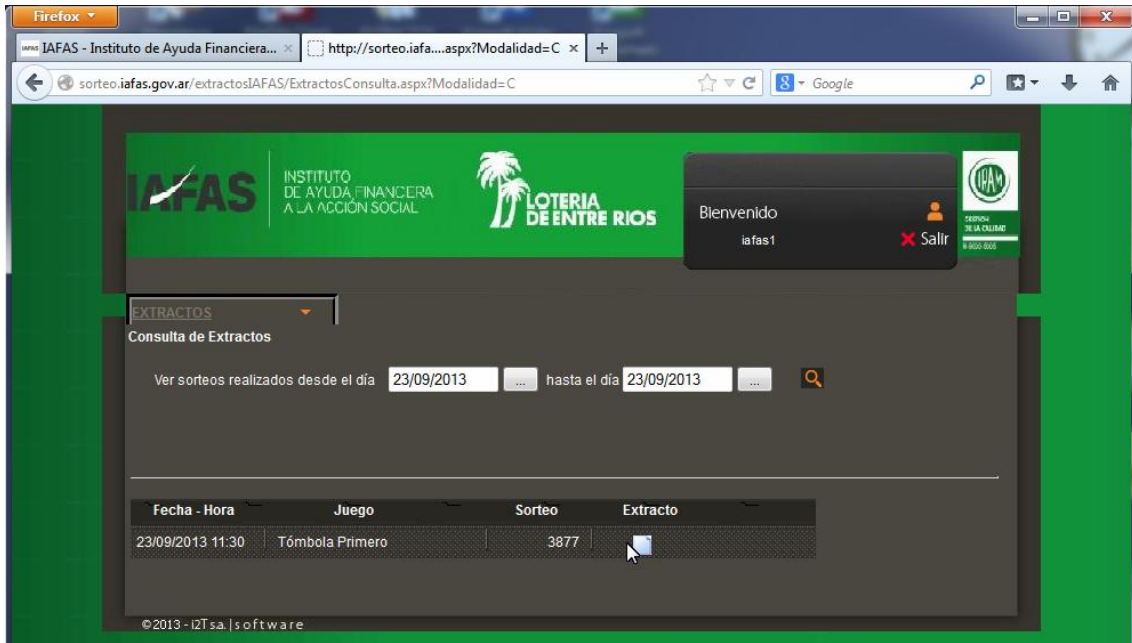 Firefox
IAFAS - Instituto de Ayuda Financiera...
http://sorteo.iafa....aspx?Modalidad=C
sorteo.iafas.gov.ar/extractosIAFAS/ExtractosConsulta.aspx?Modalidad=C
Google
IAFAS
INSTITUTO
DE AYUDA FINANCERA
A LA ACCIÓN SOCIAL
LOTERIA
DE ENTRE RIOS
Bienvenido
iafas1
Salir
IRAM
EXTRACTOS
Consulta de Extractos
Ver sorteos realizados desde el día 23/09/2013 ... hasta el día 23/09/2013 ...
Fecha - Hora Juego Sorteo Extracto
23/09/2013 11:30 Tómbola Primero 3877
©2013 - i2T s.a. | software